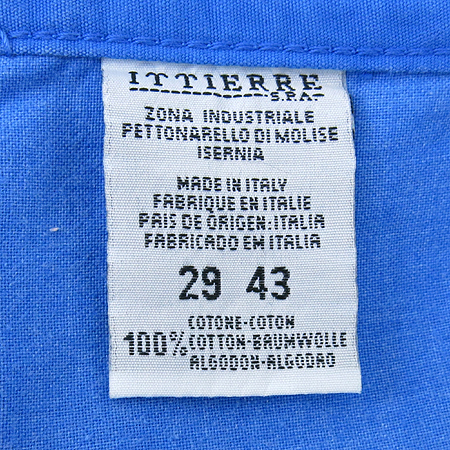 ITTIERRE
S.P.A.
ZONA INDUSTRIALE
PETTONARELLO DI MOLISE
ISERNIA
MADE IN ITALY
FABRIQUE EN ITALIE
PAIS DE ORIGEN:ITALIA
FABRICADO EM ITALIA
29 43
COTONE-COTON
100% COTTON-BAUMWOLLE
ALGODON-ALGODAO